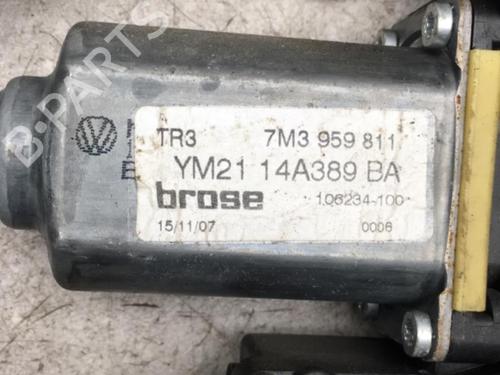 B-PARTS
TR3 7M3 959 811
YM21 14A389 BA
brose 106234-100
15/11/07 0006